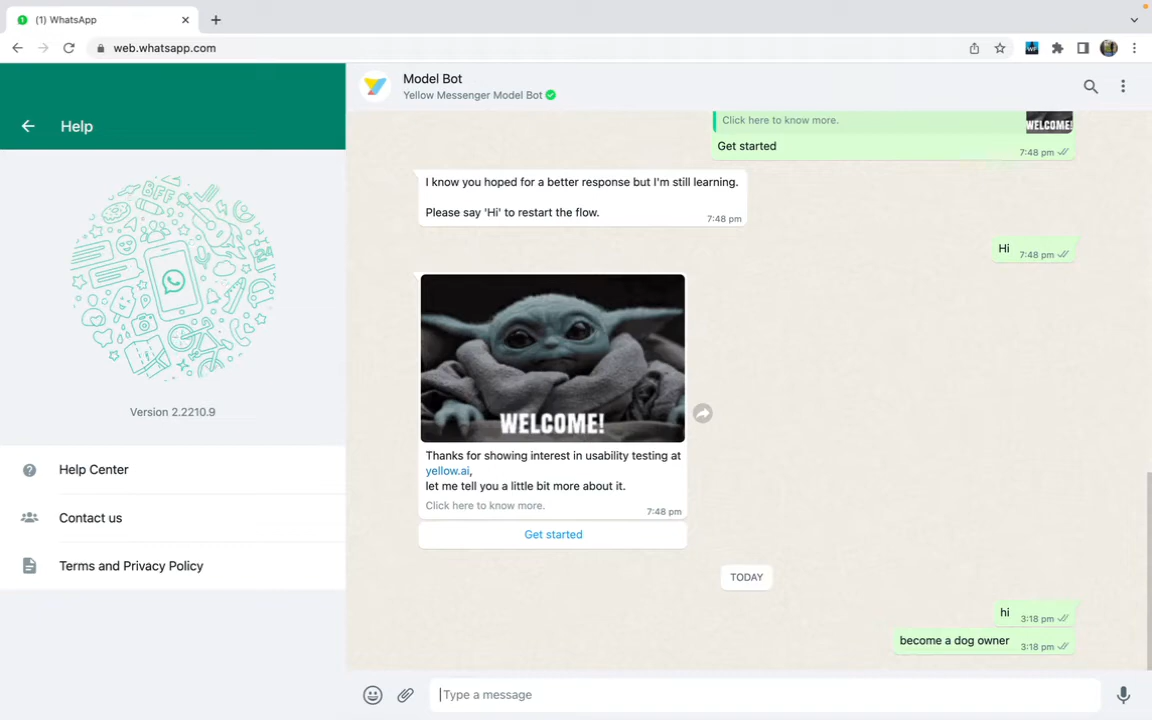 (1) WhatsApp
web.whatsapp.com
Help
Version 2.2210.9
Help Center
Contact us
Terms and Privacy Policy
Model Bot
Yellow Messenger Model Bot
Click here to know more.
WELCOME!
Get started
7:48 pm
I know you hoped for a better response but I'm still learning.
Please say 'Hi' to restart the flow.
7:48 pm
Hi
7:48 pm
WELCOME!
Thanks for showing interest in usability testing at
yellow.ai,
let me tell you a little bit more about it.
Click here to know more.
7:48 pm
Get started
TODAY
hi
3:18 pm
become a dog owner
3:18 pm
Type a message